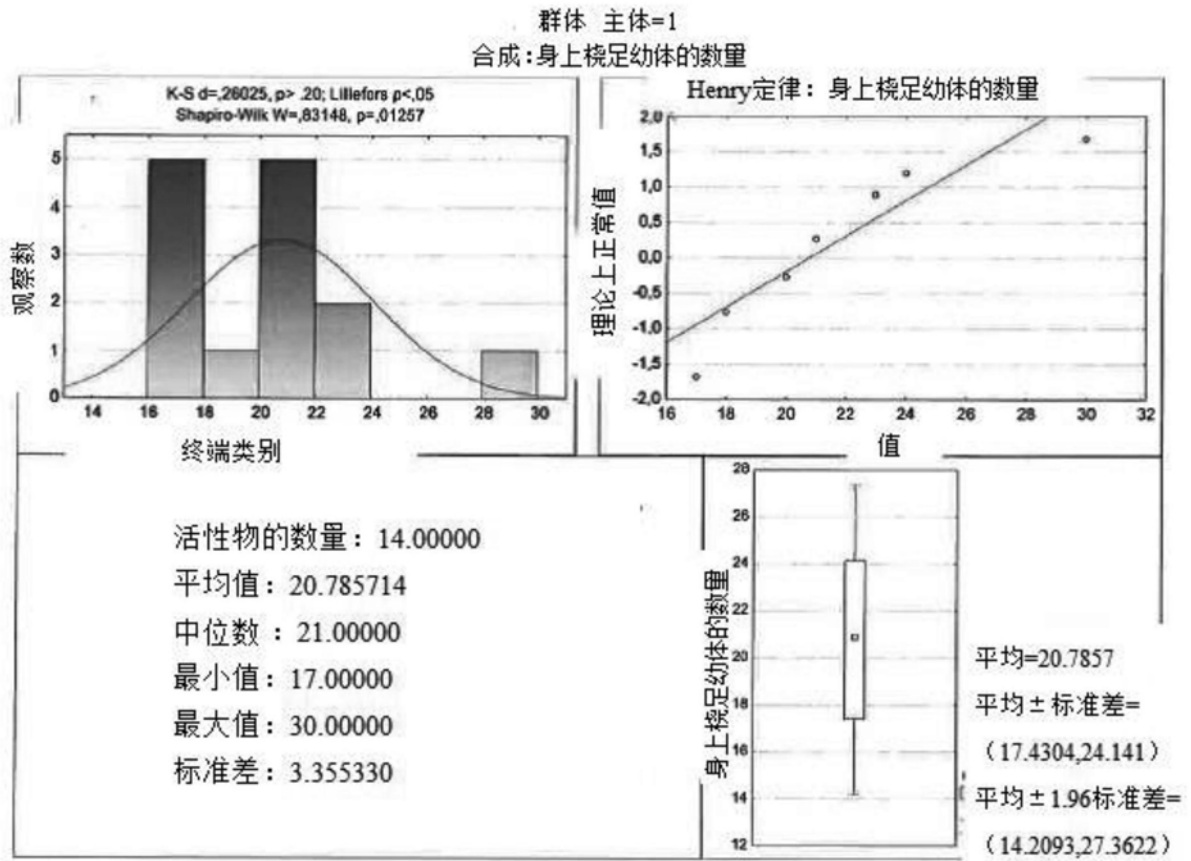 群体 主体=1
合成:身上桡足幼体的数量
K-S d=,26025, p> .20; Lillefors p<,05
Shapiro-Wilk W=,83148, p=,01257
5
4
3
2
1
0
观察数
14 16 18 20 22 24 26 28 30
终端类别
Henry定律：身上桡足幼体的数量
2,0
1,5
1,0
0,5
0,0
-0,5
-1,0
-1,5
-2,0
理论上正常值
16 18 20 22 24 26 28 30 32
值
活性物的数量：14.00000
平均值：20.785714
中位数 ：21.00000
最小值：17.00000
最大值：30.00000
标准差：3.355330
28
26
24
22
20
18
16
14
12
身上桡足幼体的数量
平均=20.7857
平均±标准差=
（17.4304,24.141）
平均±1.96标准差=
（14.2093,27.3622）